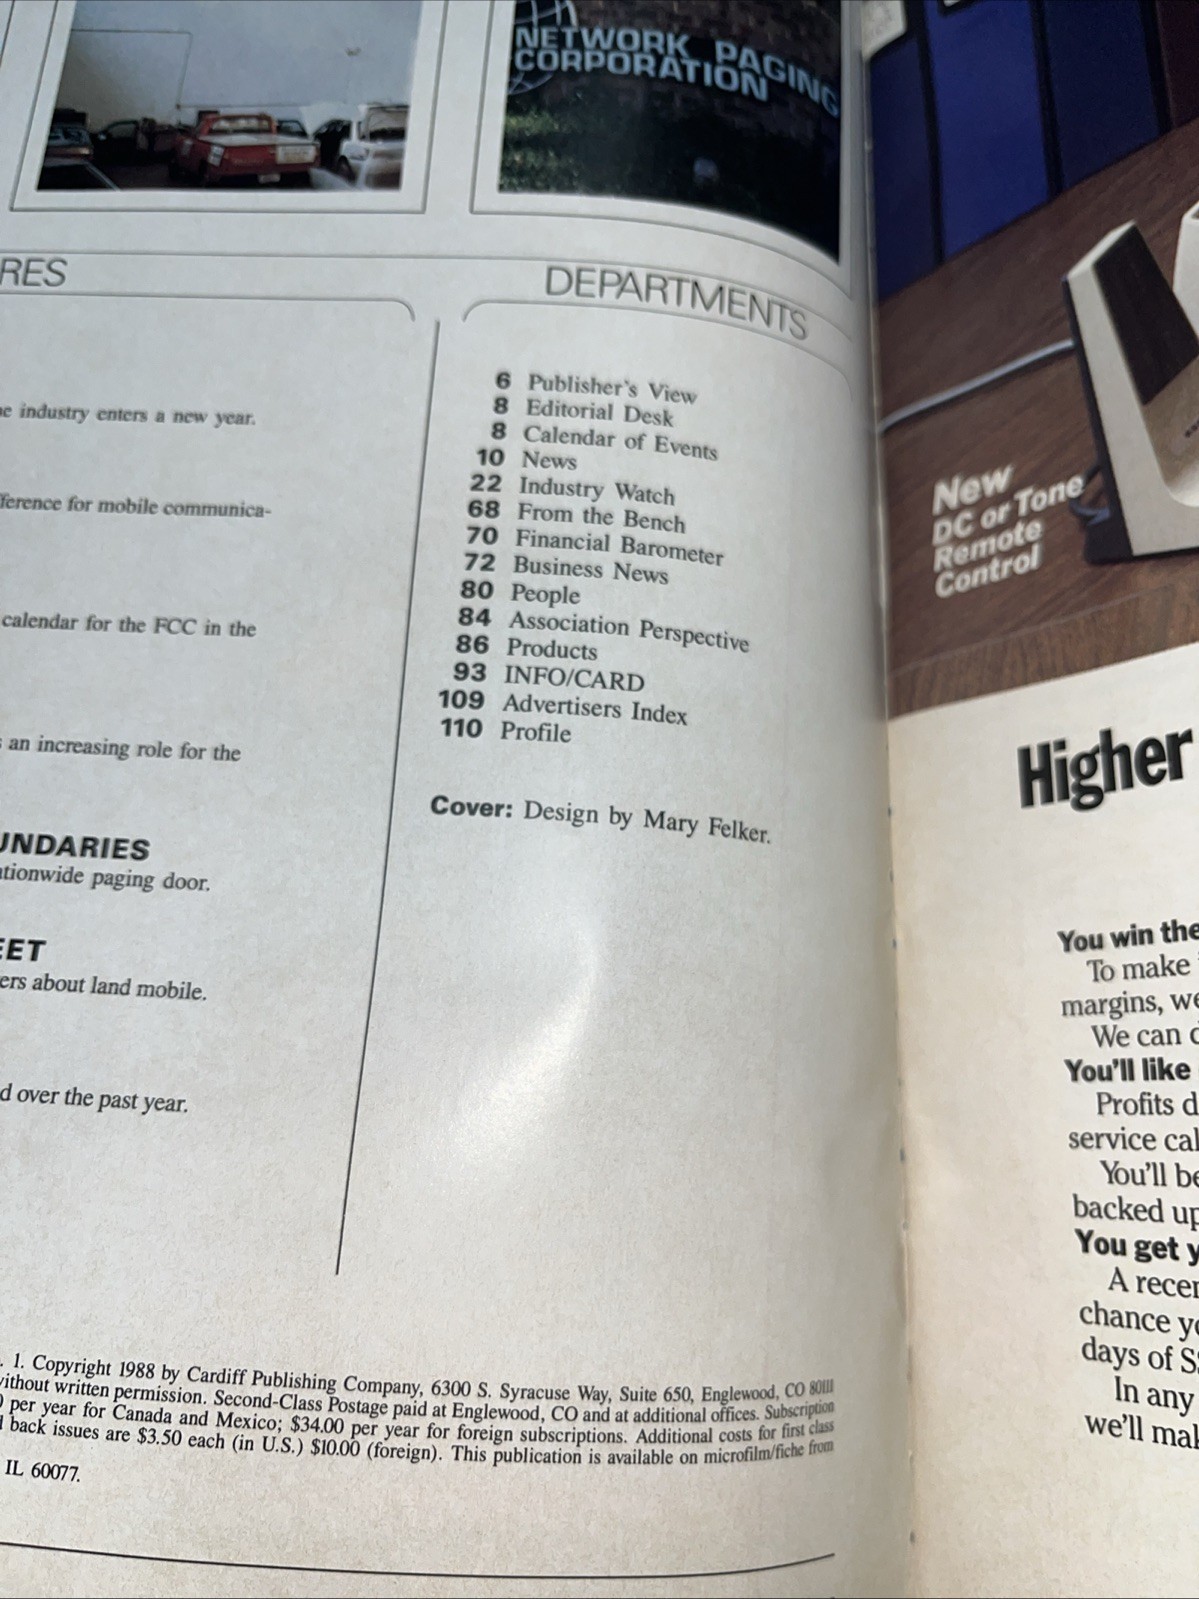 NETWORK PAGING
CORPORATION
RES
industry enters a new year.
ference for mobile communica-
calendar for the FCC in the
an increasing role for the
UNDARIES
tionwide paging door.
EET
ers about land mobile.
d over the past year.
DEPARTMENTS
6 Publisher's View
8 Editorial Desk
8 Calendar of Events
10 News
22 Industry Watch
68 From the Bench
70 Financial Barometer
72 Business News
80 People
84 Association Perspective
86 Products
93 INFO/CARD
109 Advertisers Index
110 Profile
Cover: Design by Mary Felker.
. 1. Copyright 1988 by Cardiff Publishing Company, 6300 S. Syracuse Way, Suite 650, Englewood, CO 80111
without written permission. Second-Class Postage paid at Englewood, CO and at additional offices. Subscription
per year for Canada and Mexico; $34.00 per year for foreign subscriptions. Additional costs for first class
back issues are $3.50 each (in U.S.) $10.00 (foreign). This publication is available on microfilm/fiche from
IL 60077.
New
DC or Tone
Remote
Control
Higher
You win the
To make
margins, we
We can
You'll like
Profits d
service cal
You'll be
backed up
You get y
A recen
chance yo
days of S
In any
we'll mak